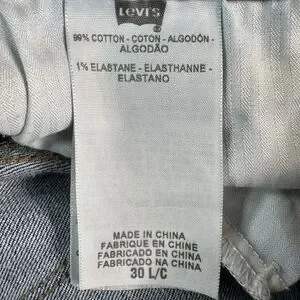 Levi's
®
99% COTTON - COTON - ALGODÓN -
ALGODÃO
1% ELASTANE - ELASTHANNE -
ELASTANO
MADE IN CHINA
FABRIQUE EN CHINE
FABRICADO EN CHINA
FABRICADO NA CHINA
30 L/C